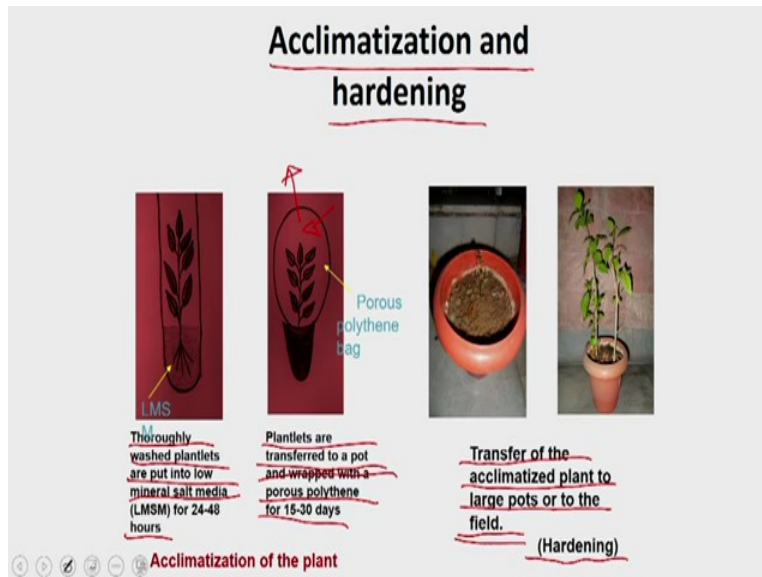 Acclimatization and
hardening
LMS
M
Porous
polythene
bag
Thoroughly
washed plantlets
are put into low
mineral salt media
(LMSM) for 24-48
hours
Plantlets are
transferred to a pot
and wrapped with a
porous polythene
for 15-30 days
Transfer of the
acclimatized plant to
large pots or to the
field.
(Hardening)
Acclimatization of the plant